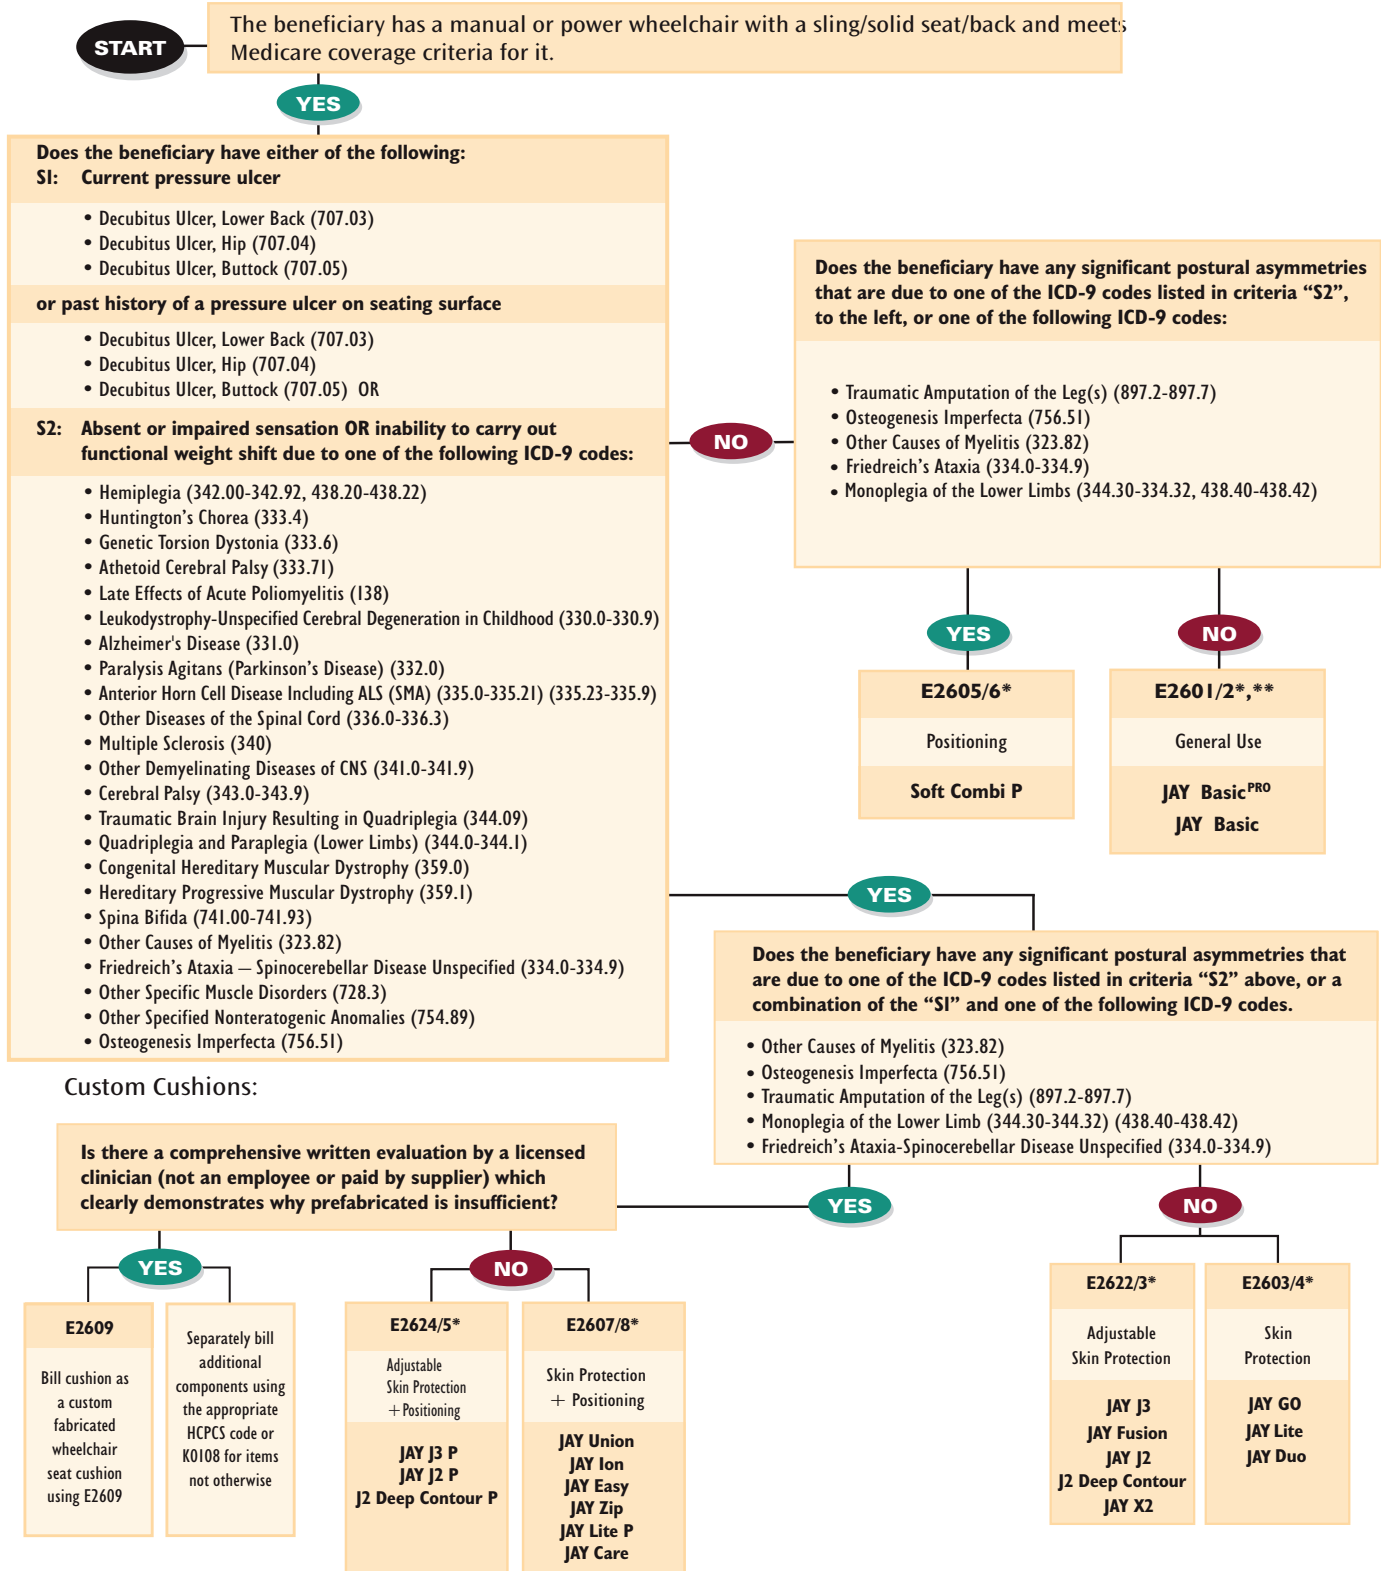 START
The beneficiary has a manual or power wheelchair with a sling/solid seat/back and meets
Medicare coverage criteria for it.
YES
Does the beneficiary have either of the following:
S1: Current pressure ulcer
• Decubitus Ulcer, Lower Back (707.03)
• Decubitus Ulcer, Hip (707.04)
• Decubitus Ulcer, Buttock (707.05)
or past history of a pressure ulcer on seating surface
• Decubitus Ulcer, Lower Back (707.03)
• Decubitus Ulcer, Hip (707.04)
• Decubitus Ulcer, Buttock (707.05) OR
S2: Absent or impaired sensation OR inability to carry out
functional weight shift due to one of the following ICD-9 codes:
• Hemiplegia (342.00-342.92, 438.20-438.22)
• Huntington's Chorea (333.4)
• Genetic Torsion Dystonia (333.6)
• Athetoid Cerebral Palsy (333.71)
• Late Effects of Acute Poliomyelitis (138)
• Leukodystrophy-Unspecified Cerebral Degeneration in Childhood (330.0-330.9)
• Alzheimer's Disease (331.0)
• Paralysis Agitans (Parkinson's Disease) (332.0)
• Anterior Horn Cell Disease Including ALS (SMA) (335.0-335.21) (335.23-335.9)
• Other Diseases of the Spinal Cord (336.0-336.3)
• Multiple Sclerosis (340)
• Other Demyelinating Diseases of CNS (341.0-341.9)
• Cerebral Palsy (343.0-343.9)
• Traumatic Brain Injury Resulting in Quadriplegia (344.09)
• Quadriplegia and Paraplegia (Lower Limbs) (344.0-344.1)
• Congenital Hereditary Muscular Dystrophy (359.0)
• Hereditary Progressive Muscular Dystrophy (359.1)
• Spina Bifida (741.00-741.93)
• Other Causes of Myelitis (323.82)
• Friedreich's Ataxia — Spinocerebellar Disease Unspecified (334.0-334.9)
• Other Specific Muscle Disorders (728.3)
• Other Specified Nonteratogenic Anomalies (754.89)
• Osteogenesis Imperfecta (756.51)
NO
Does the beneficiary have any significant postural asymmetries
that are due to one of the ICD-9 codes listed in criteria “S2”,
to the left, or one of the following ICD-9 codes:
• Traumatic Amputation of the Leg(s) (897.2-897.7)
• Osteogenesis Imperfecta (756.51)
• Other Causes of Myelitis (323.82)
• Friedreich's Ataxia (334.0-334.9)
• Monoplegia of the Lower Limbs (344.30-334.32, 438.40-438.42)
YES
E2605/6*
Positioning
Soft Combi P
NO
E2601/2*,**
General Use
JAY Basic PRO
JAY Basic
YES
Does the beneficiary have any significant postural asymmetries that
are due to one of the ICD-9 codes listed in criteria “S2” above, or a
combination of the “S1” and one of the following ICD-9 codes.
• Other Causes of Myelitis (323.82)
• Osteogenesis Imperfecta (756.51)
• Traumatic Amputation of the Leg(s) (897.2-897.7)
• Monoplegia of the Lower Limb (344.30-344.32) (438.40-438.42)
• Friedreich's Ataxia-Spinocerebellar Disease Unspecified (334.0-334.9)
YES
NO
Custom Cushions:
Is there a comprehensive written evaluation by a licensed
clinician (not an employee or paid by supplier) which
clearly demonstrates why prefabricated is insufficient?
YES
E2609
Bill cushion as
a custom
fabricated
wheelchair
seat cushion
using E2609
Separately bill
additional
components using
the appropriate
HCPCS code or
K0108 for items
not otherwise
NO
E2624/5*
Adjustable
Skin Protection
+Positioning
JAY J3 P
JAY J2 P
J2 Deep Contour P
E2607/8*
Skin Protection
+ Positioning
JAY Union
JAY Ion
JAY Easy
JAY Zip
JAY Lite P
JAY Care
E2622/3*
Adjustable
Skin Protection
JAY J3
JAY Fusion
JAY J2
J2 Deep Contour
JAY X2
E2603/4*
Skin
Protection
JAY GO
JAY Lite
JAY Duo